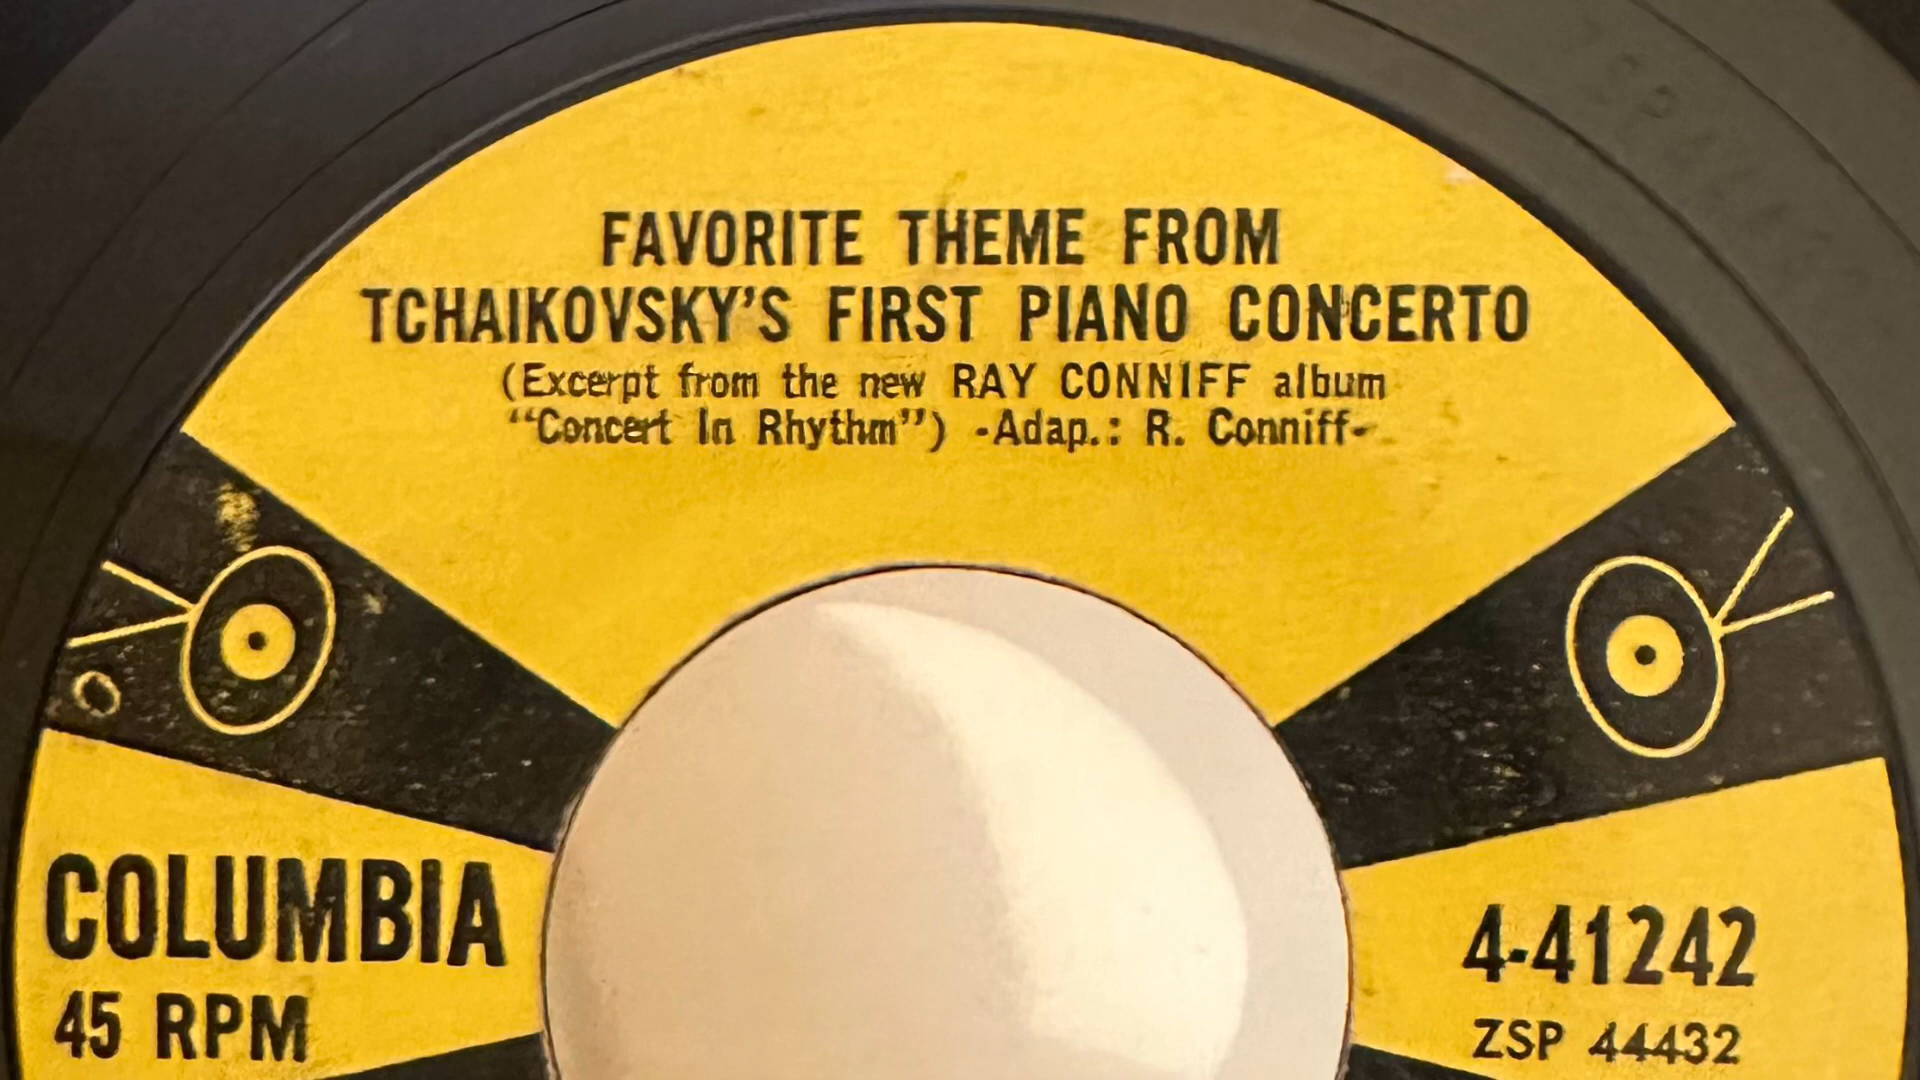 FAVORITE THEME FROM
TCHAIKOVSKY'S FIRST PIANO CONCERTO
(Excerpt from the new RAY CONNIFF album
"Concert In Rhythm") -Adap.: R. Conniff-
COLUMBIA
45 RPM
4-41242
ZSP 44432